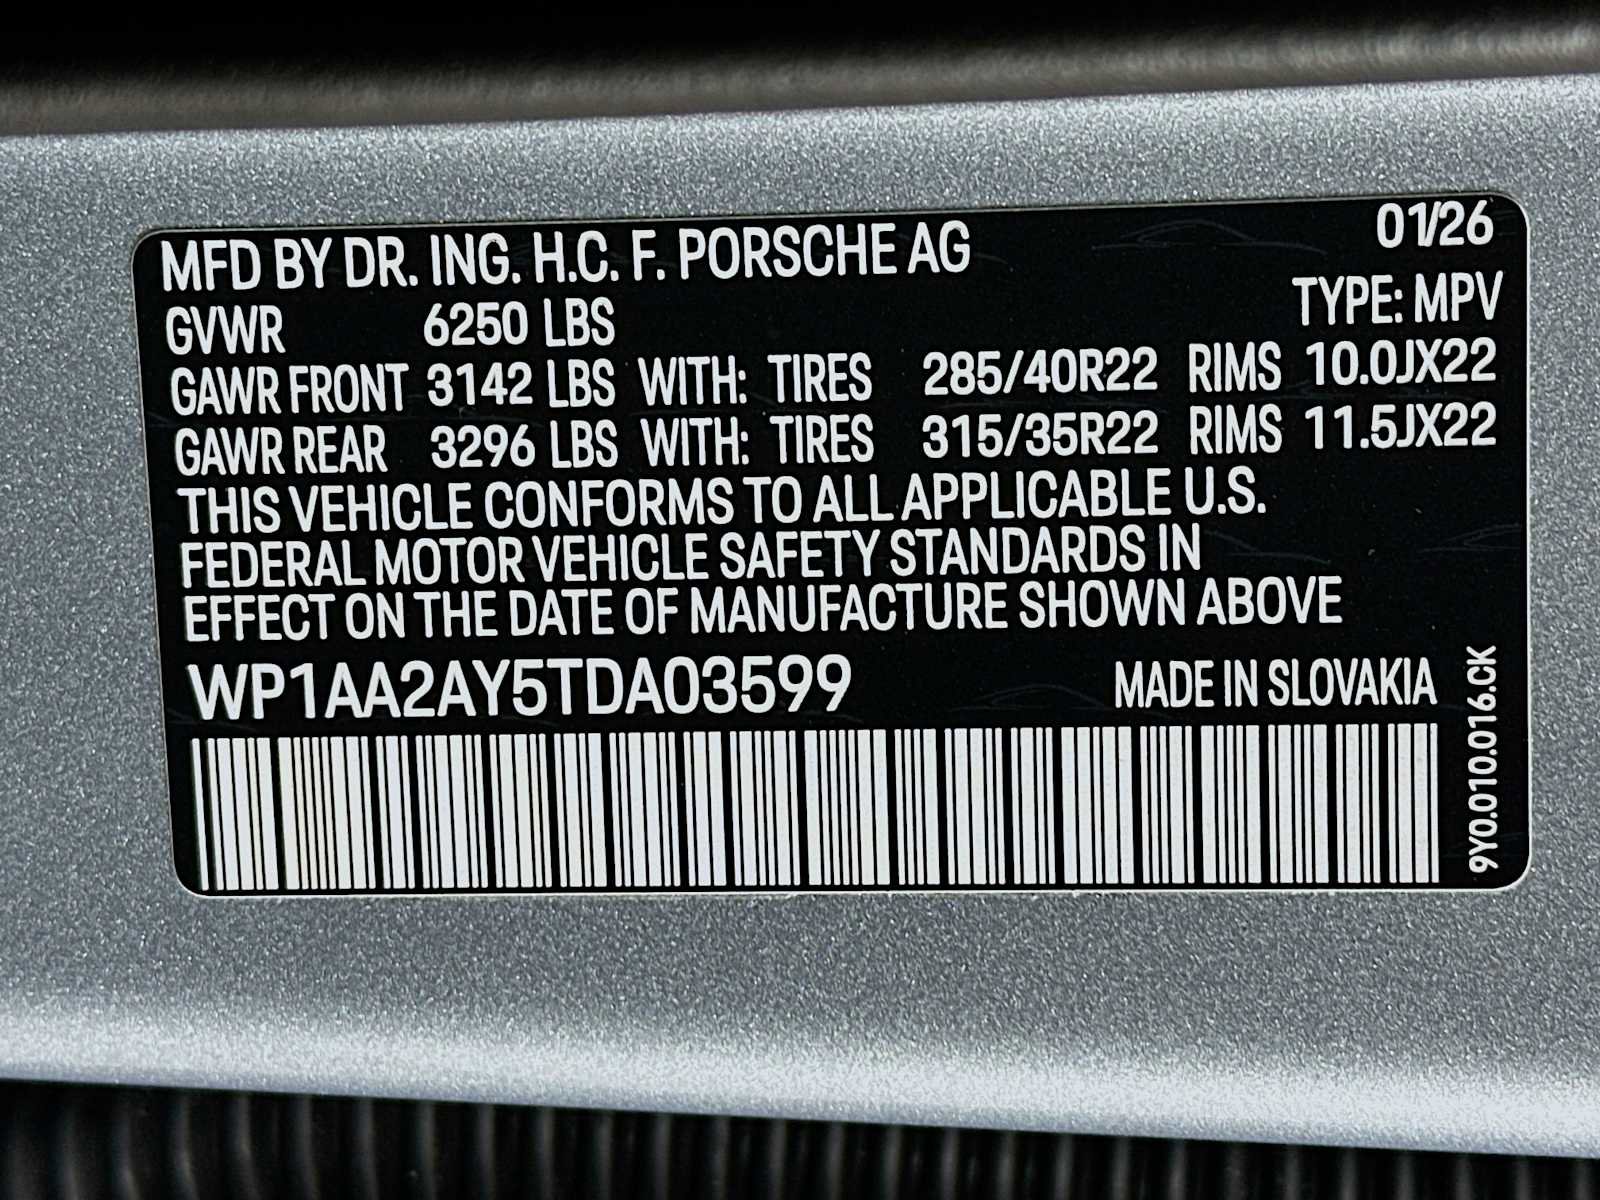 MFD BY DR. ING. H.C. F. PORSCHE AG 01/26
GVWR 6250 LBS TYPE: MPV
GAWR FRONT 3142 LBS WITH: TIRES 285/40R22 RIMS 10.0JX22
GAWR REAR 3296 LBS WITH: TIRES 315/35R22 RIMS 11.5JX22
THIS VEHICLE CONFORMS TO ALL APPLICABLE U.S.
FEDERAL MOTOR VEHICLE SAFETY STANDARDS IN
EFFECT ON THE DATE OF MANUFACTURE SHOWN ABOVE
WP1AA2AY5TDA03599 MADE IN SLOVAKIA
9Y0.010.016.CK